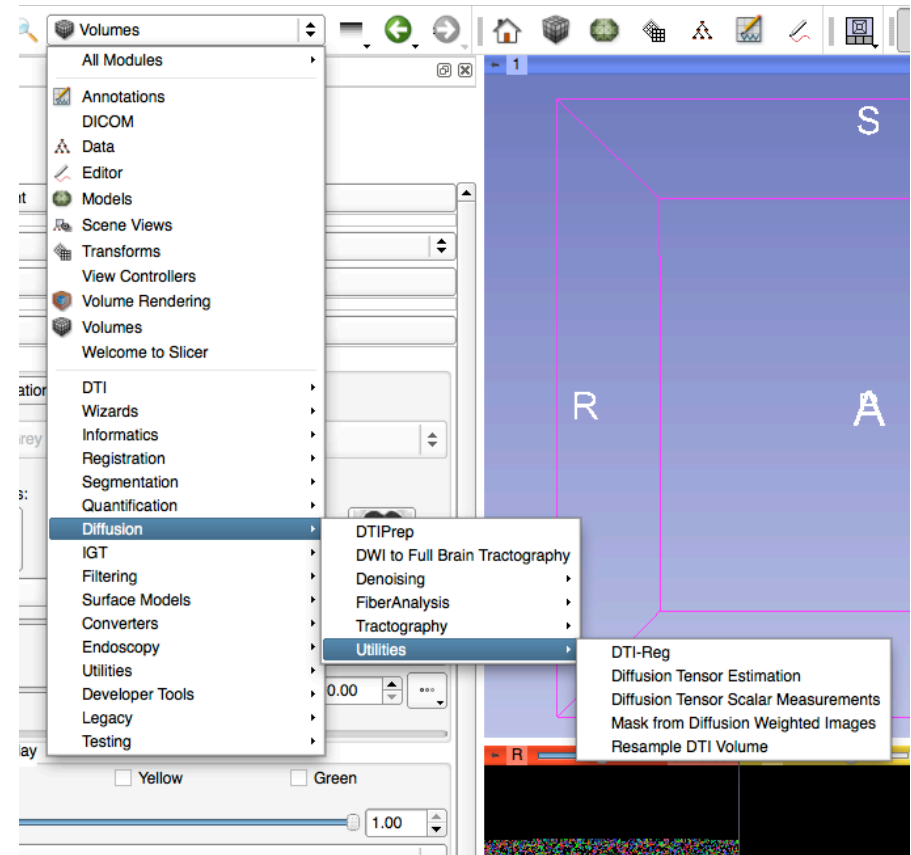 Volumes
All Modules
Annotations
DICOM
Data
Editor
Models
Scene Views
Transforms
View Controllers
Volume Rendering
Volumes
Welcome to Slicer
DTI
Wizards
Informatics
Registration
Segmentation
Quantification
Diffusion
IGT
Filtering
Surface Models
Converters
Endoscopy
Utilities
Developer Tools
Legacy
Testing
DTIPrep
DWI to Full Brain Tractography
Denoising
FiberAnalysis
Tractography
Utilities
DTI-Reg
Diffusion Tensor Estimation
Diffusion Tensor Scalar Measurements
Mask from Diffusion Weighted Images
Resample DTI Volume
1
S
R
A
R
0.00
Yellow
Green
1.00